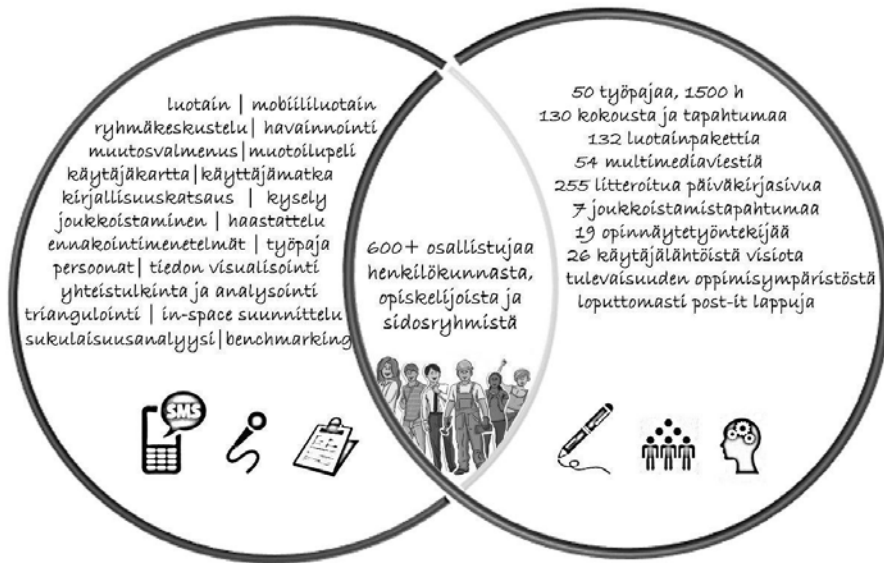 luotain | mobiililuotain
ryhmäkeskustelu| havainnointi
muutosvalmennus|muotoilupeli
käytäjäkartta|käyttäjämatka
kirjallisuuskatsaus | kysely
joukkoistaminen | haastattelu
ennakointimenetelmät | työpaja
persoonat| tiedon visualisointi
yhteistulkinta ja analysointi
triangulointi | in-space suunnittelu
sukulaisuusanalyysi|benchmarking
SMS
600+ osallistujaa
henkilökunnasta,
opiskelijoista ja
sidosryhmistä
50 työpajaa, 1500 h
130 kokousta ja tapahtumaa
132 luotainpakettia
54 multimediaviestiä
255 litteroitua päiväkirjasivua
7 joukkoistamistapahtumaa
19 opinnäytetyöntekijää
26 käytäjälähtöistä visiota
tulevaisuuden oppimisympäristöstä
loputtomasti post-it lappuja